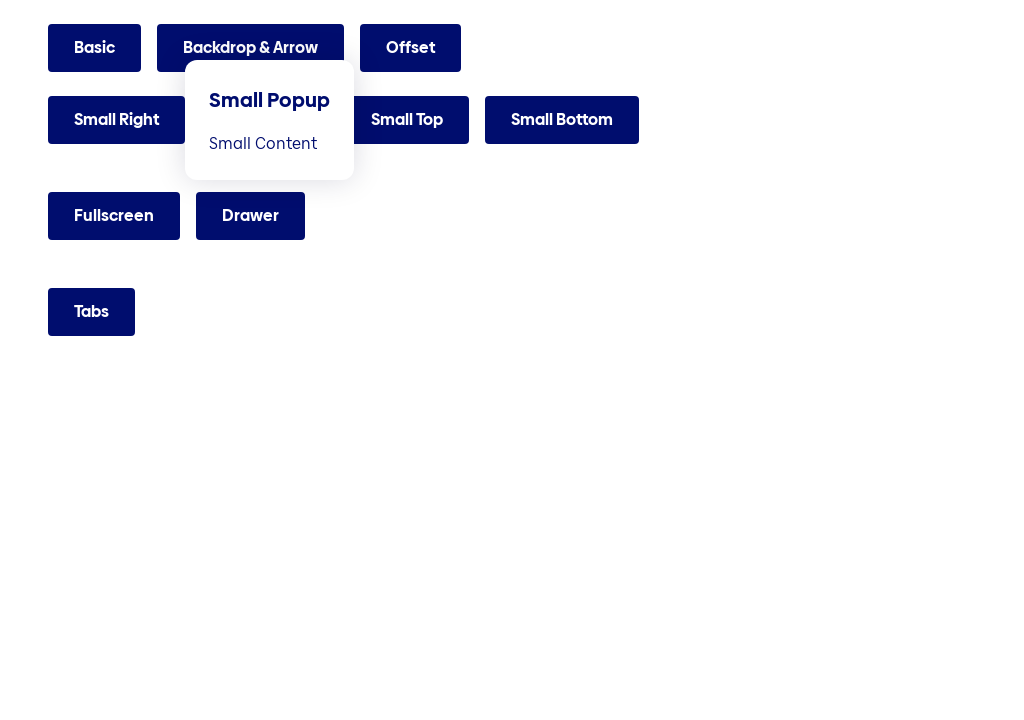 Basic
Backdrop & Arrow
Offset
Small Popup
Small Right
Small Top
Small Bottom
Small Content
Fullscreen
Drawer
Tabs